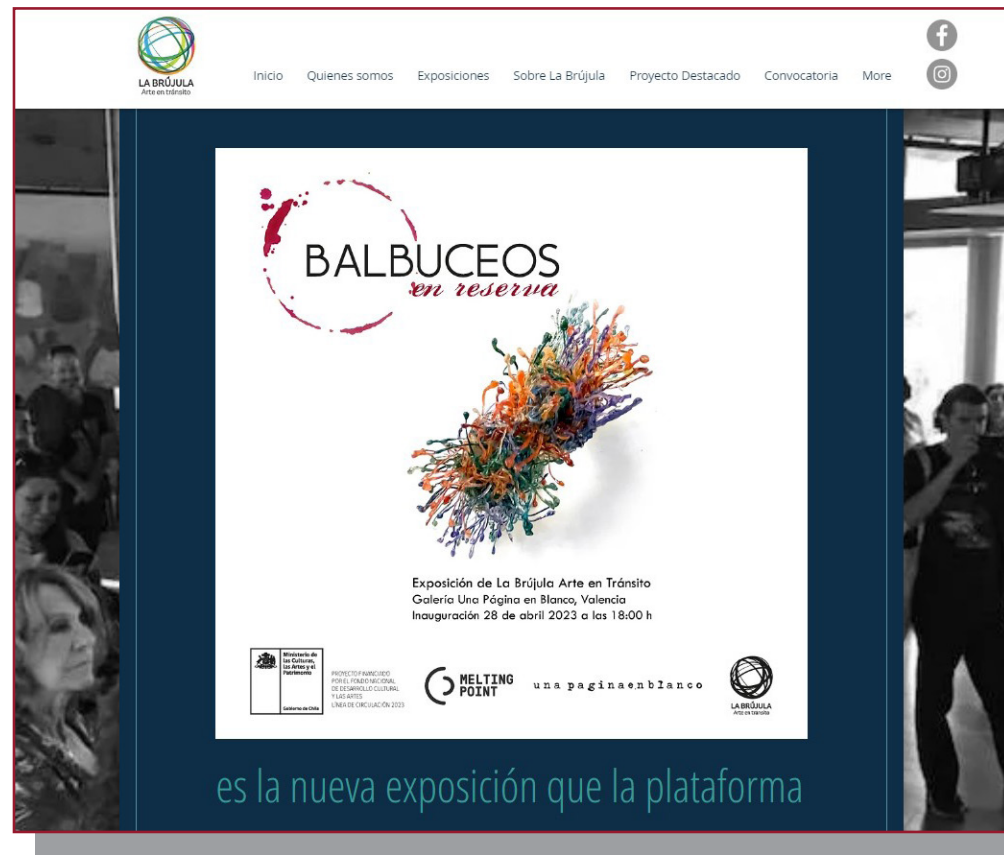 LA BRÚJULA
Arte en tránsito
Inicio Quienes somos Exposiciones Sobre La Brújula Proyecto Destacado Convocatoria More
BALBUCEOS
en reserva
Exposición de La Brújula Arte en Tránsito
Galería Una Página en Blanco, Valencia
Inauguración 28 de abril 2023 a las 18:00 h
Ministerio de
las Culturas,
las Artes y el
Patrimonio
Gobierno de Chile
PROYECTO FINANCIADO
POR EL FONDO NACIONAL
DE DESARROLLO CULTURAL
Y LAS ARTES
LÍNEA DE CIRCULACIÓN 2023
MELTING
POINT
una paginaenblanco
LA BRÚJULA
Arte en tránsito
es la nueva exposición que la plataforma